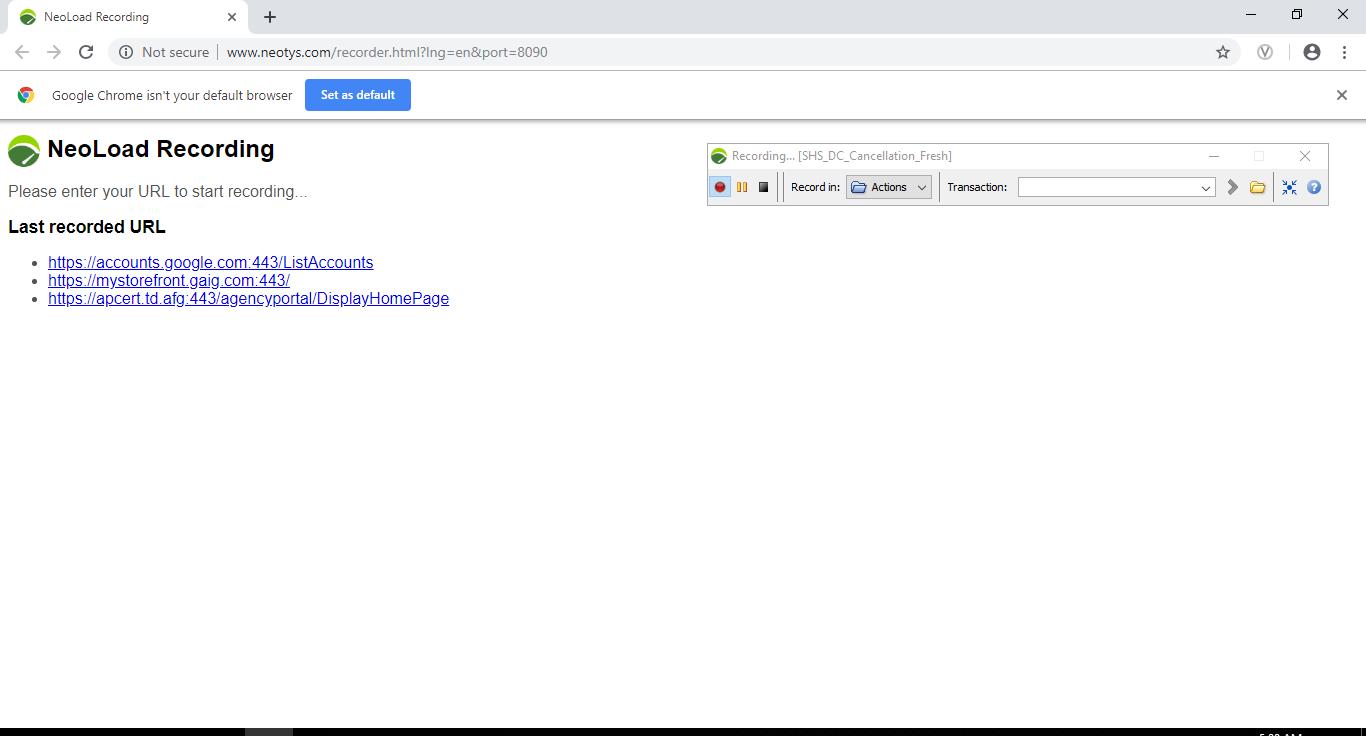 NeoLoad Recording
Not secure www.neotys.com/recorder.html?lng=en&port=8090
Google Chrome isn't your default browser Set as default
NeoLoad Recording
Please enter your URL to start recording...
Last recorded URL
https://accounts.google.com:443/ListAccounts
https://mystorefront.gaig.com:443/
https://apcert.td.afg:443/agencyportal/DisplayHomePage
Recording... [SHS_DC_Cancellation_Fresh]
Record in: Actions Transaction: